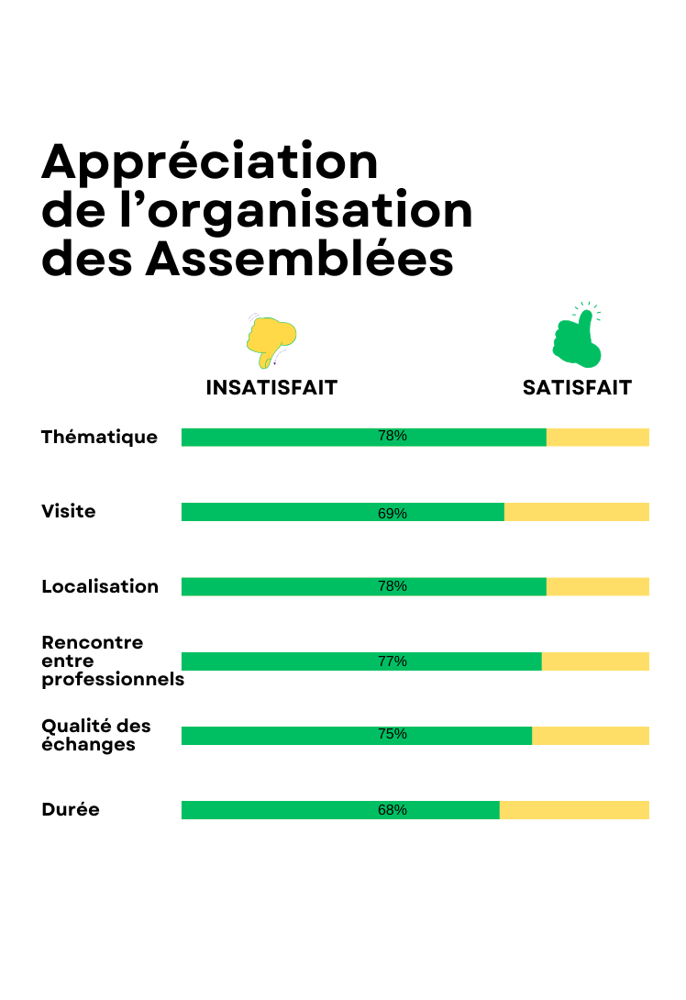 Appréciation
de l’organisation
des Assemblées
INSATISFAIT
SATISFAIT
Thématique
78%
Visite
69%
Localisation
78%
Rencontre
entre
professionnels
77%
Qualité des
échanges
75%
Durée
68%